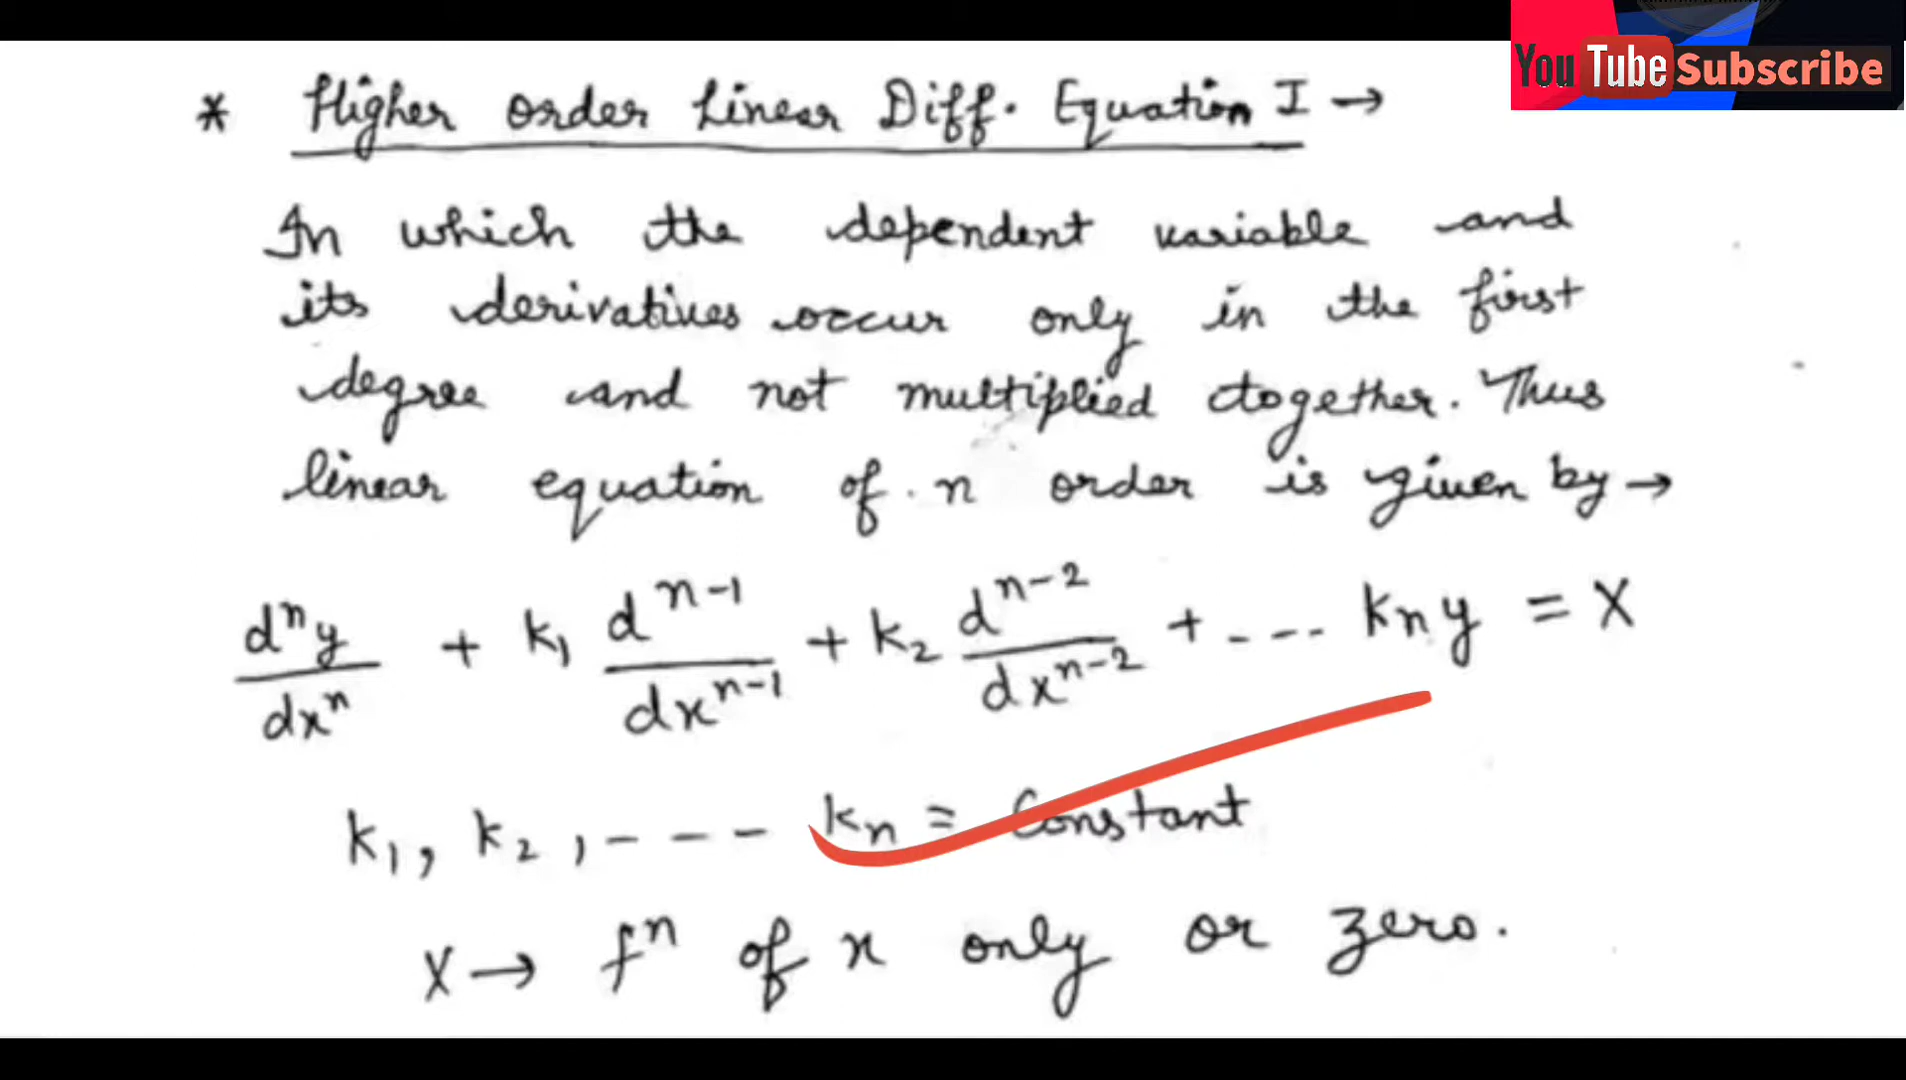 YouTube Subscribe
* Higher Order Linear Diff. Equation I →
In which the dependent variable and
its derivatives occur only in the first
degree and not multiplied together. Thus
linear equation of n order is given by →
dⁿy/dxⁿ + k₁ dⁿ⁻¹/dxⁿ⁻¹ + k₂ dⁿ⁻²/dxⁿ⁻² + ---- kₙy = X
k₁, k₂, ---- kₙ = Constant
X → fⁿ of x only or zero.